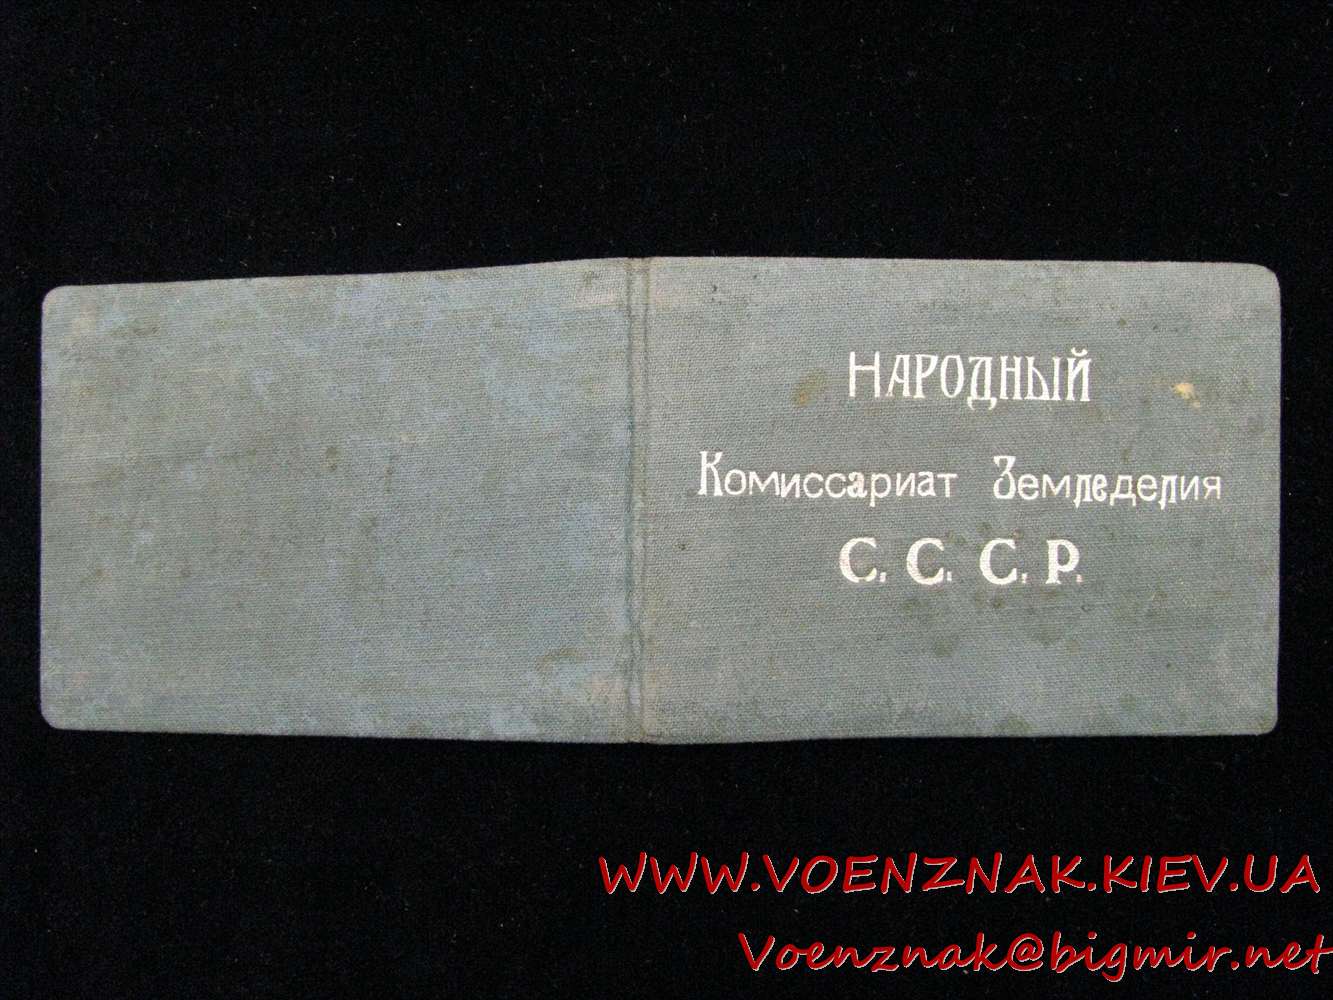 НАРОДНЫЙ
Комиссариат Земледелия
С. С. С. Р.
WWW.VOENZNAK.KIEV.UA
Voenznak@bigmir.net